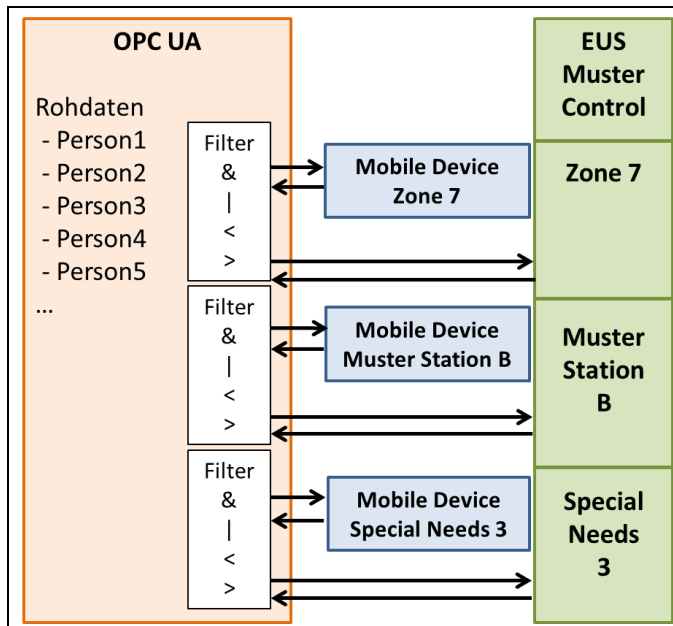 OPC UA
Rohdaten
- Person1
- Person2
- Person3
- Person4
- Person5
...
Filter
&
|
<
>
Filter
&
|
<
>
Filter
&
|
<
>
Mobile Device
Zone 7
Mobile Device
Muster Station B
Mobile Device
Special Needs 3
EUS
Muster
Control
Zone 7
Muster
Station
B
Special
Needs
3